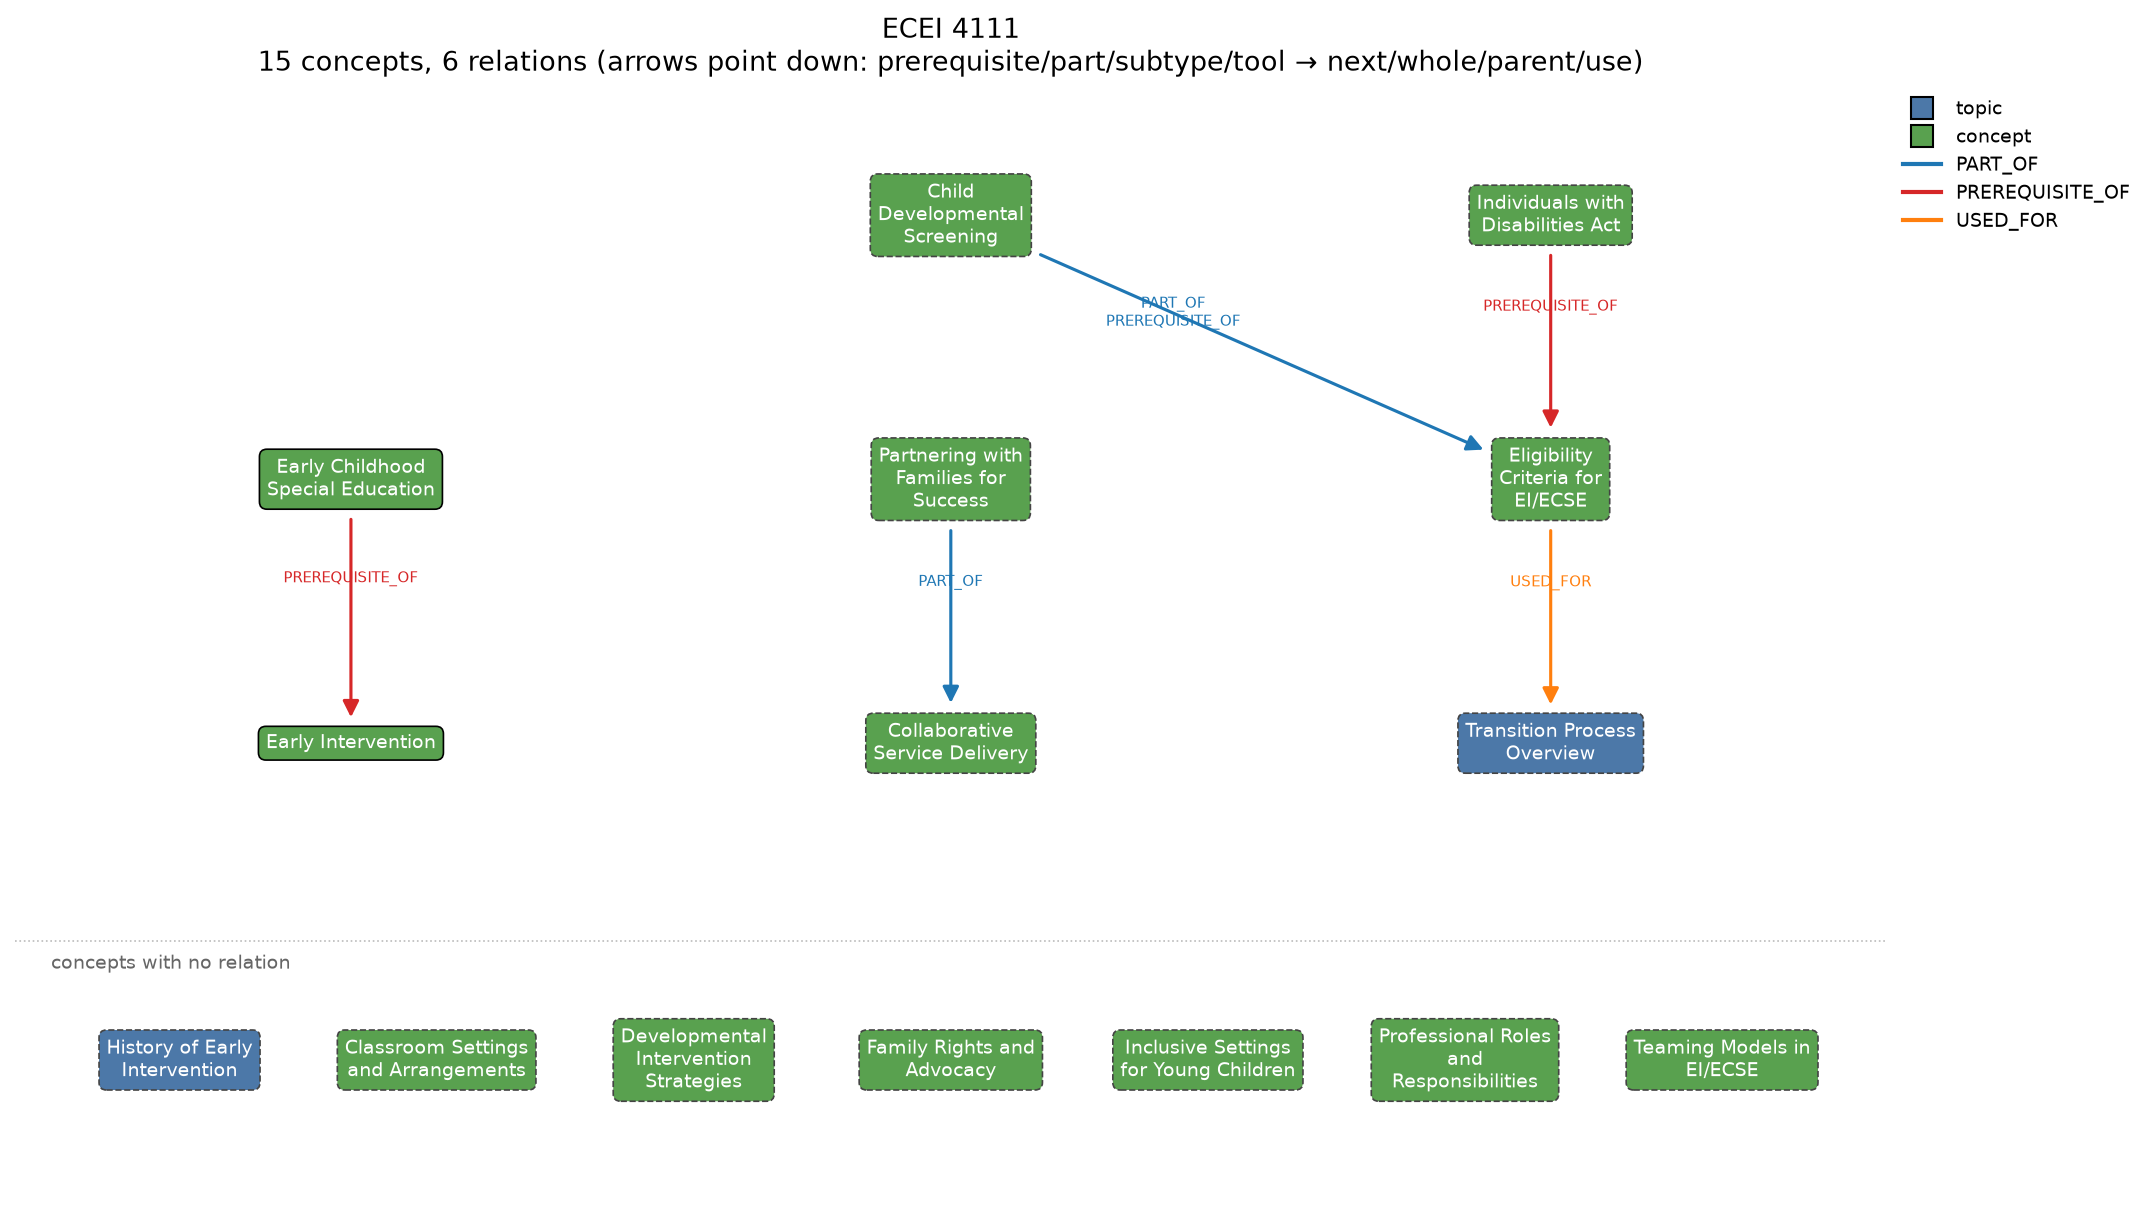 ECEI 4111
15 concepts, 6 relations (arrows point down: prerequisite/part/subtype/tool → next/whole/parent/use)
topic
concept
PART_OF
PREREQUISITE_OF
USED_FOR
Child
Developmental
Screening
Individuals with
Disabilities Act
PART_OF
PREREQUISITE_OF
PREREQUISITE_OF
Early Childhood
Special Education
Partnering with
Families for
Success
Eligibility
Criteria for
EI/ECSE
PREREQUISITE_OF
PART_OF
USED_FOR
Early Intervention
Collaborative
Service Delivery
Transition Process
Overview
concepts with no relation
History of Early
Intervention
Classroom Settings
and Arrangements
Developmental
Intervention
Strategies
Family Rights and
Advocacy
Inclusive Settings
for Young Children
Professional Roles
and
Responsibilities
Teaming Models in
EI/ECSE